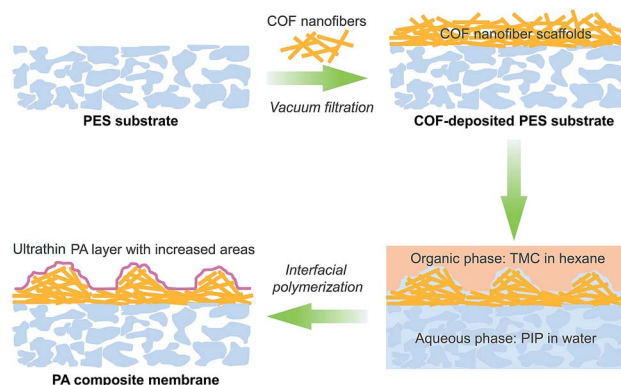 COF nanofibers
Vacuum filtration
PES substrate
COF nanofiber scaffolds
COF-deposited PES substrate
Organic phase: TMC in hexane
Aqueous phase: PIP in water
Interfacial
polymerization
Ultrathin PA layer with increased areas
PA composite membrane